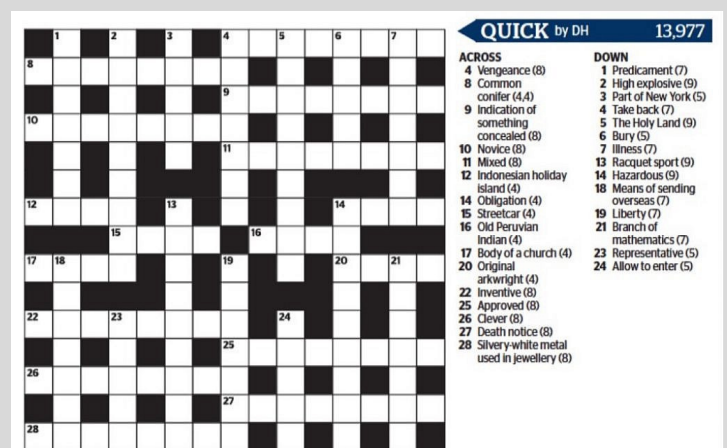 QUICK by DH 13,977
ACROSS
4 Vengeance (8)
8 Common
conifer (4,4)
9 Indication of
something
concealed (8)
10 Novice (8)
11 Mixed (8)
12 Indonesian holiday
island (4)
14 Obligation (4)
15 Streetcar (4)
16 Old Peruvian
Indian (4)
17 Body of a church (4)
20 Original
arkwright (4)
22 Inventive (8)
25 Approved (8)
26 Clever (8)
27 Death notice (8)
28 Silvery-white metal
used in jewellery (8)
DOWN
1 Predicament (7)
2 High explosive (9)
3 Part of New York (5)
4 Take back (7)
5 The Holy Land (9)
6 Bury (5)
7 Illness (7)
13 Racquet sport (9)
14 Hazardous (9)
18 Means of sending
overseas (7)
19 Liberty (7)
21 Branch of
mathematics (7)
23 Representative (5)
24 Allow to enter (5)
1 2 3 4 5 6 7
8
9
10
11
12 13 14
15 16
17 18 19 20 21
22 23 24
25
26
27
28